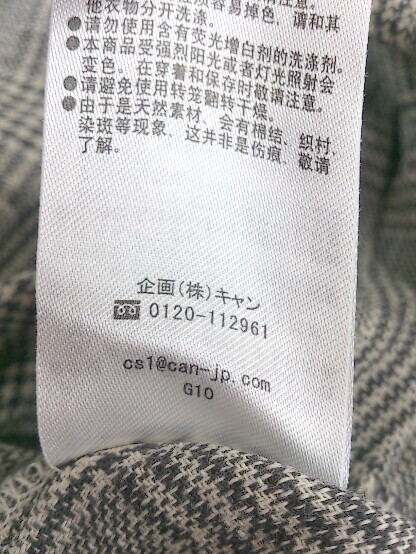 他衣物分开洗涤。
●请勿使用含有荧光增白剂的洗涤剂。
●本商品受强烈阳光或者灯光照射会
变色。在穿着和保存时敬请注意。
●请避免使用转笼翻转干燥。
●由于是天然素材、会有棉结、织村、
染斑等现象、这并非是伤痕、敬请
了解。
企画(株)キャン
0120-112961
cs1@can-jp.com
G10